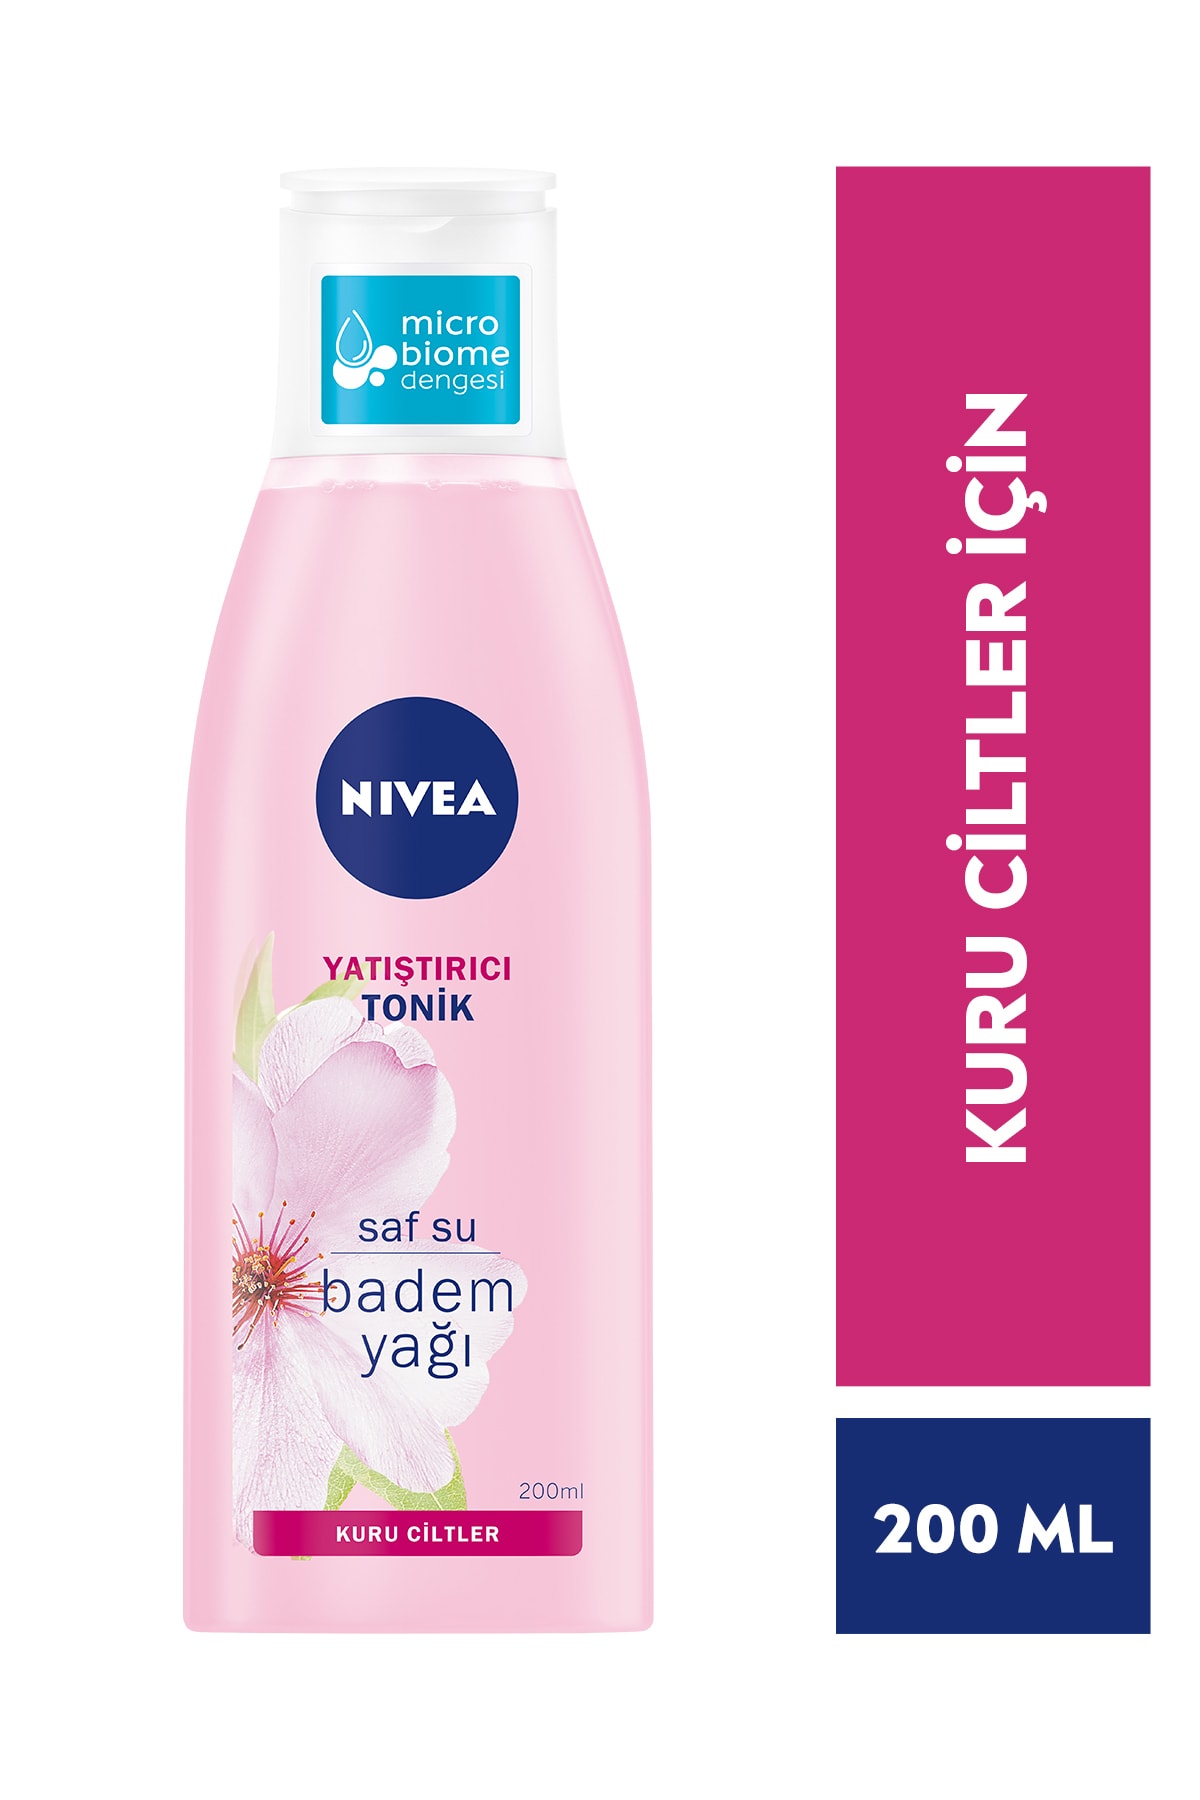 micro
biome
dengesi
NIVEA
YATIŞTIRICI
TONİK
saf su
badem
yağı
200ml
KURU CİLTLER
KURU CİLTLER İÇİN
200 ML